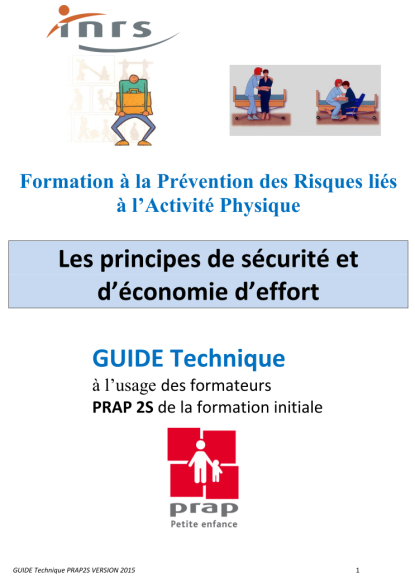 inrs
Formation à la Prévention des Risques liés
à l’Activité Physique
Les principes de sécurité et
d’économie d’effort
GUIDE Technique
à l’usage des formateurs
PRAP 2S de la formation initiale
prap
Petite enfance
GUIDE Technique PRAP2S VERSION 2015 1